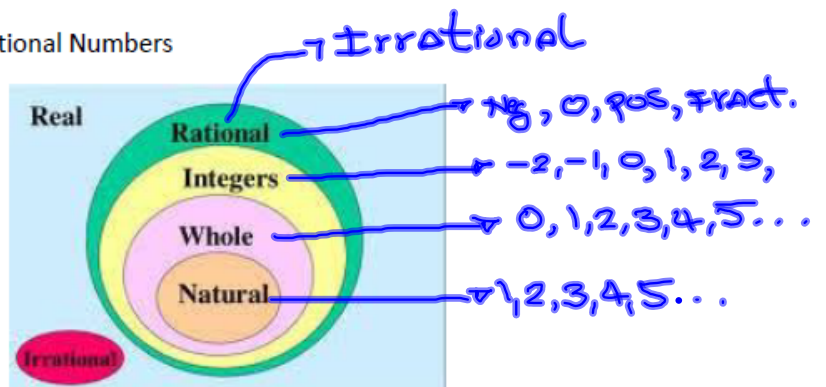 tional Numbers
Irrational
Real
Rational
Neg, 0, pos, Fract.
Integers
-2, -1, 0, 1, 2, 3,
Whole
0, 1, 2, 3, 4, 5...
Natural
1, 2, 3, 4, 5...
Irrational